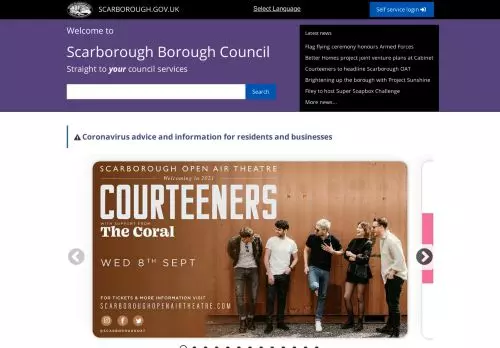 SCARBOROUGH.GOV.UK
Select Language
Self service login
Welcome to
Scarborough Borough Council
Straight to your council services
Search
Latest news
Flag flying ceremony honours Armed Forces
Better Homes project joint venture plans at Cabinet
Courteeners to headline Scarborough OAT
Brightening up the borough with Project Sunshine
Filey to host Super Soapbox Challenge
More news...
Coronavirus advice and information for residents and businesses
SCARBOROUGH OPEN AIR THEATRE
Welcoming in 2021
COURTEENERS
WITH SUPPORT FROM
The Coral
WED 8TH SEPT
FOR TICKETS & MORE INFORMATION VISIT
SCARBOROUGHOPENAIRTHEATRE.COM
@SCARBOROUGHOAT